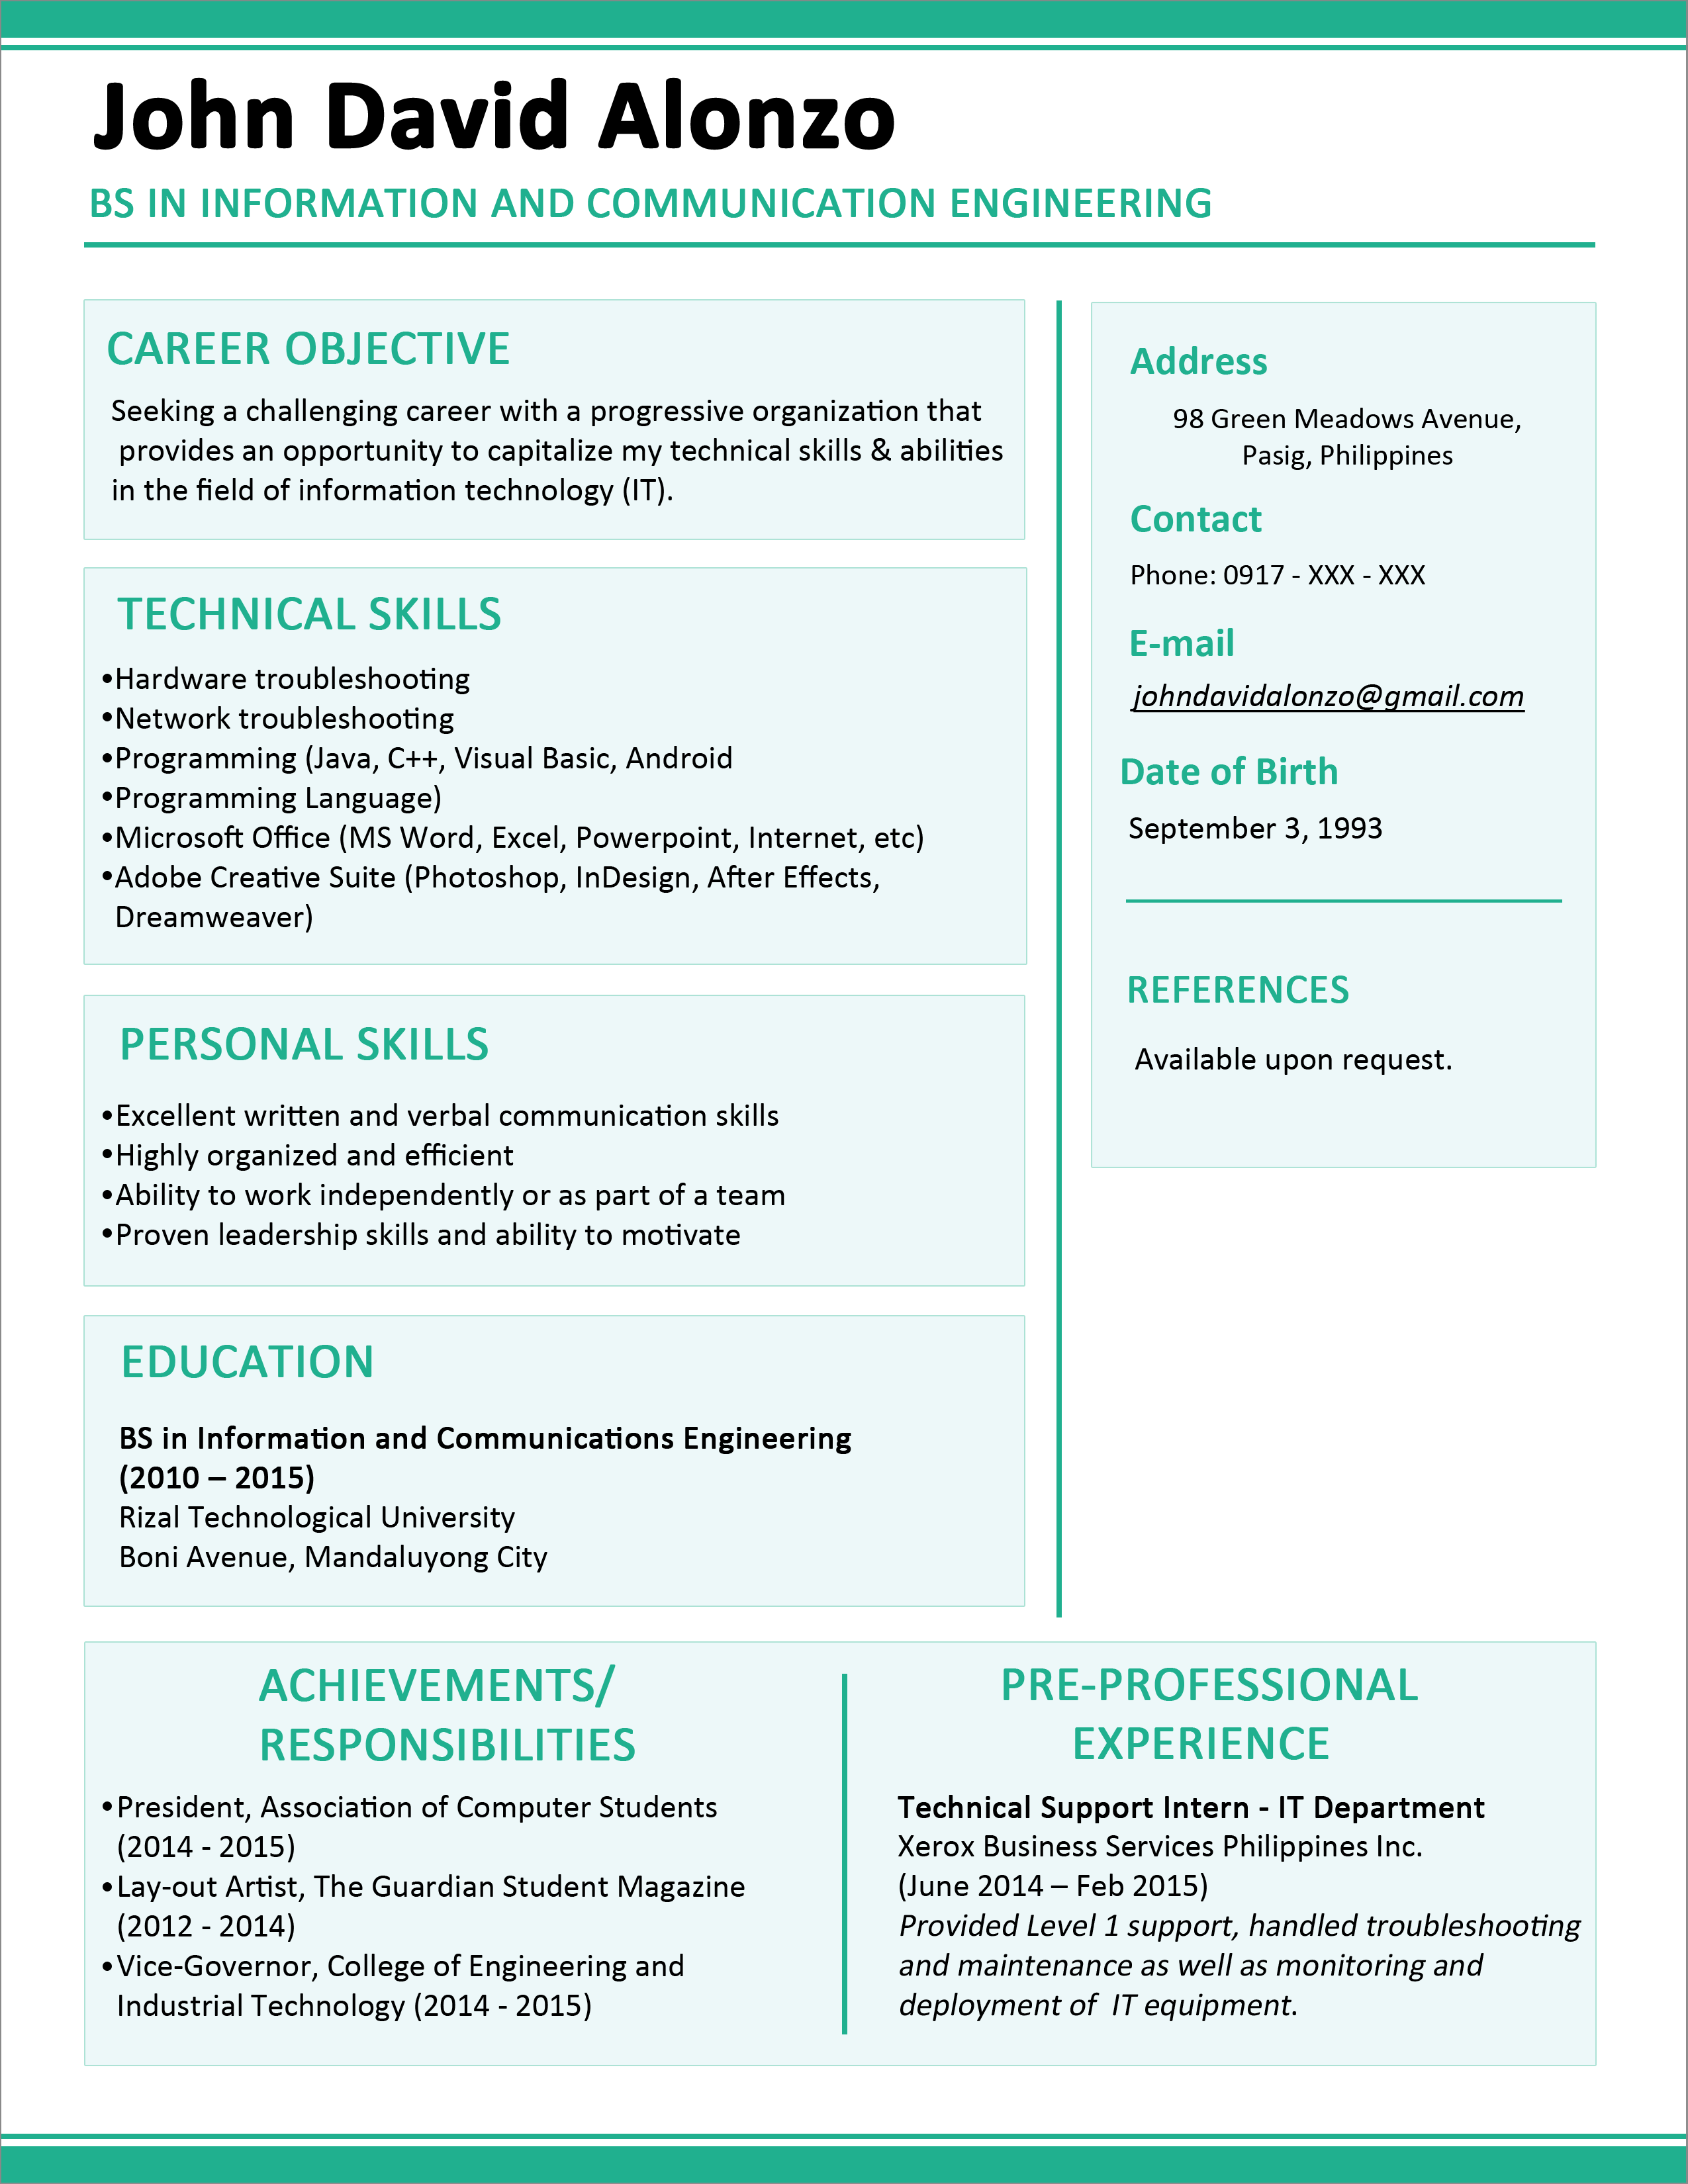 John David Alonzo
BS IN INFORMATION AND COMMUNICATION ENGINEERING
CAREER OBJECTIVE
Seeking a challenging career with a progressive organization that
provides an opportunity to capitalize my technical skills & abilities
in the field of information technology (IT).
TECHNICAL SKILLS
•Hardware troubleshooting
•Network troubleshooting
•Programming (Java, C++, Visual Basic, Android
•Programming Language)
•Microsoft Office (MS Word, Excel, Powerpoint, Internet, etc)
•Adobe Creative Suite (Photoshop, InDesign, After Effects,
Dreamweaver)
PERSONAL SKILLS
•Excellent written and verbal communication skills
•Highly organized and efficient
•Ability to work independently or as part of a team
•Proven leadership skills and ability to motivate
EDUCATION
BS in Information and Communications Engineering
(2010 – 2015)
Rizal Technological University
Boni Avenue, Mandaluyong City
Address
98 Green Meadows Avenue,
Pasig, Philippines
Contact
Phone: 0917 - XXX - XXX
E-mail
johndavidalonzo@gmail.com
Date of Birth
September 3, 1993
REFERENCES
Available upon request.
ACHIEVEMENTS/
RESPONSIBILITIES
•President, Association of Computer Students
(2014 - 2015)
•Lay-out Artist, The Guardian Student Magazine
(2012 - 2014)
•Vice-Governor, College of Engineering and
Industrial Technology (2014 - 2015)
PRE-PROFESSIONAL
EXPERIENCE
Technical Support Intern - IT Department
Xerox Business Services Philippines Inc.
(June 2014 – Feb 2015)
Provided Level 1 support, handled troubleshooting
and maintenance as well as monitoring and
deployment of  IT equipment.